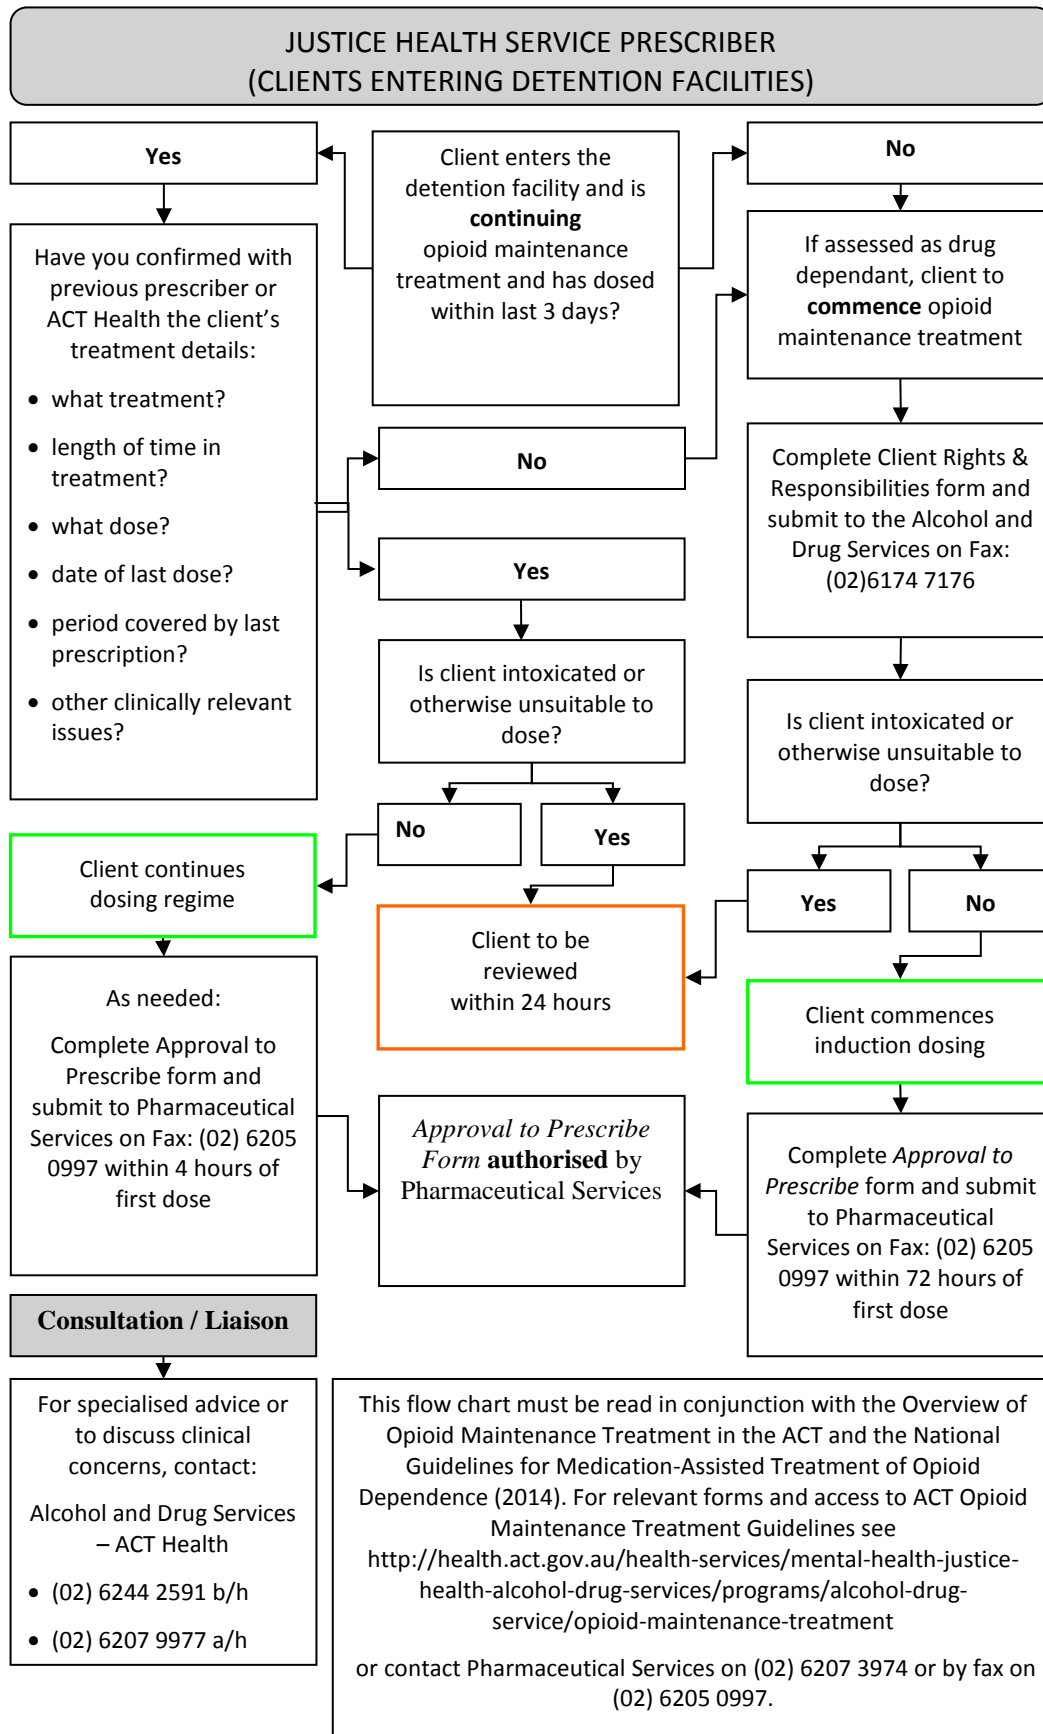 JUSTICE HEALTH SERVICE PRESCRIBER
(CLIENTS ENTERING DETENTION FACILITIES)
Yes
Client enters the
detention facility and is
continuing
opioid maintenance
treatment and has dosed
within last 3 days?
No
Have you confirmed with
previous prescriber or
ACT Health the client's
treatment details:
• what treatment?
• length of time in
treatment?
• what dose?
• date of last dose?
• period covered by last
prescription?
• other clinically relevant
issues?
If assessed as drug
dependant, client to
commence opioid
maintenance treatment
No
Yes
Complete Client Rights &
Responsibilities form and
submit to the Alcohol and
Drug Services on Fax:
(02)6174 7176
Is client intoxicated or
otherwise unsuitable to
dose?
Is client intoxicated or
otherwise unsuitable to
dose?
No
Yes
Client continues
dosing regime
Yes
No
Client to be
reviewed
within 24 hours
Client commences
induction dosing
As needed:
Complete Approval to
Prescribe form and
submit to Pharmaceutical
Services on Fax: (02) 6205
0997 within 4 hours of
first dose
Approval to Prescribe
Form authorised by
Pharmaceutical Services
Complete Approval to
Prescribe form and submit
to Pharmaceutical
Services on Fax: (02) 6205
0997 within 72 hours of
first dose
Consultation / Liaison
For specialised advice or
to discuss clinical
concerns, contact:
Alcohol and Drug Services
– ACT Health
• (02) 6244 2591 b/h
• (02) 6207 9977 a/h
This flow chart must be read in conjunction with the Overview of
Opioid Maintenance Treatment in the ACT and the National
Guidelines for Medication-Assisted Treatment of Opioid
Dependence (2014). For relevant forms and access to ACT Opioid
Maintenance Treatment Guidelines see
http://health.act.gov.au/health-services/mental-health-justice-
health-alcohol-drug-services/programs/alcohol-drug-
service/opioid-maintenance-treatment
or contact Pharmaceutical Services on (02) 6207 3974 or by fax on
(02) 6205 0997.